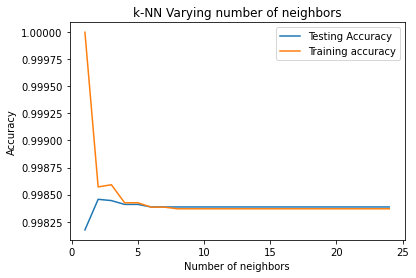 k-NN Varying number of neighbors
Testing Accuracy
Training accuracy
1.00000
0.99975
0.99950
0.99925
0.99900
0.99875
0.99850
0.99825
Accuracy
0 5 10 15 20 25
Number of neighbors